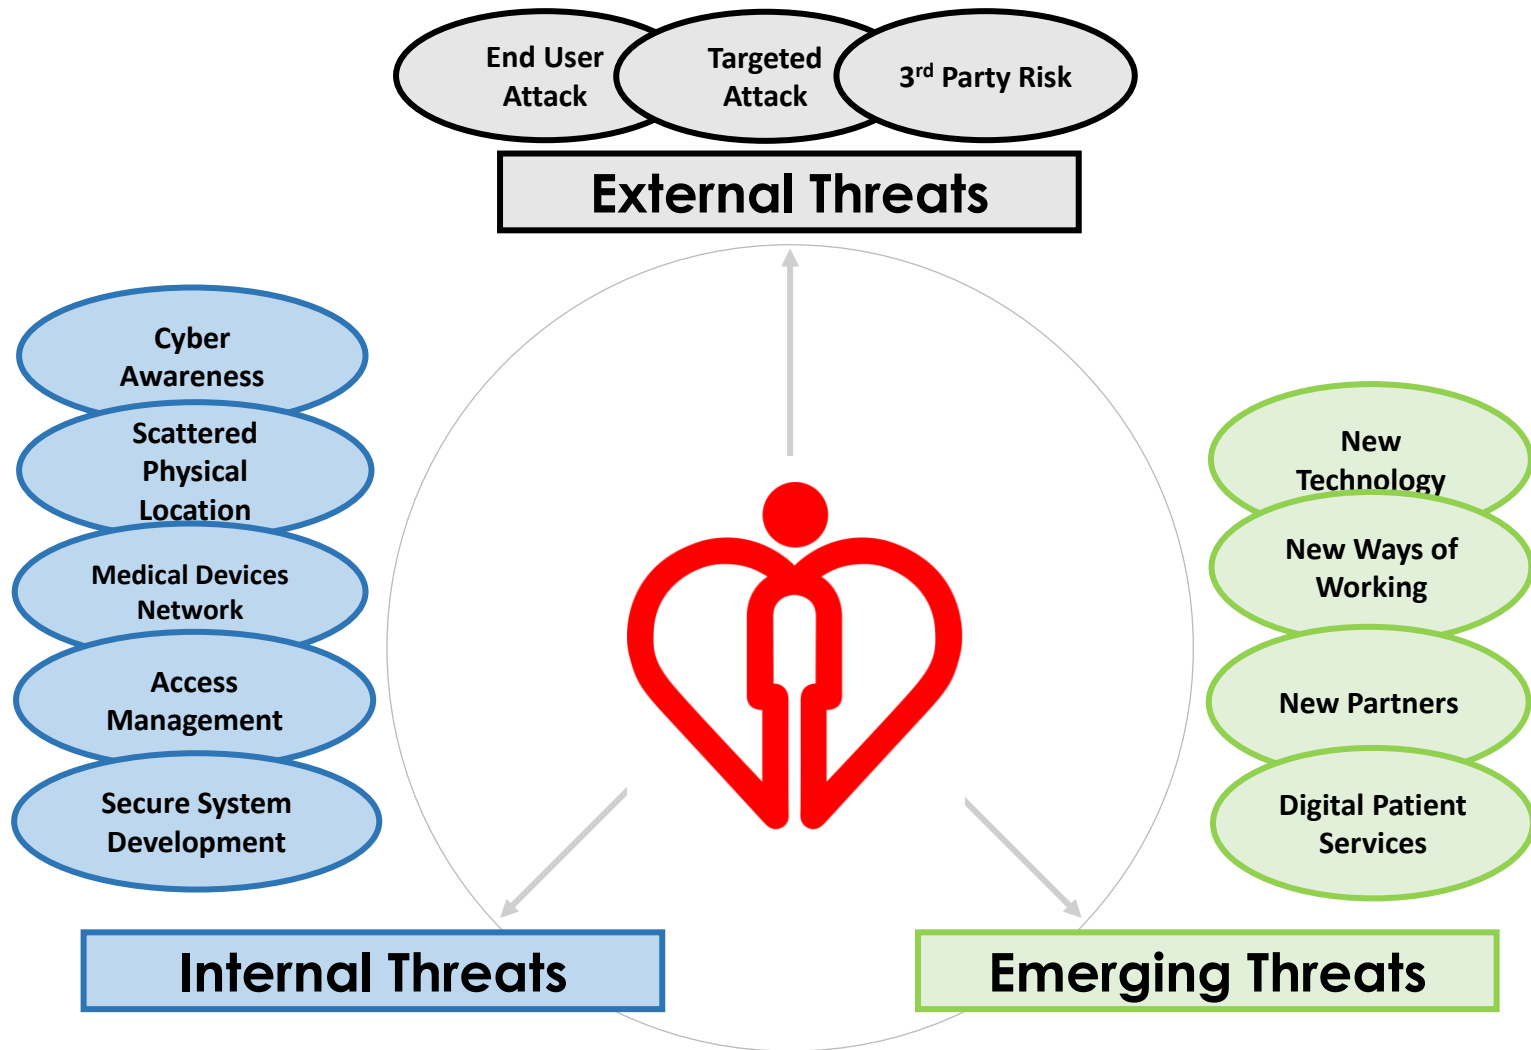 End User
Attack
Targeted
Attack
3rd Party Risk
External Threats
Cyber
Awareness
Scattered
Physical
Location
Medical Devices
Network
Access
Management
Secure System
Development
Internal Threats
New
Technology
New Ways of
Working
New Partners
Digital Patient
Services
Emerging Threats